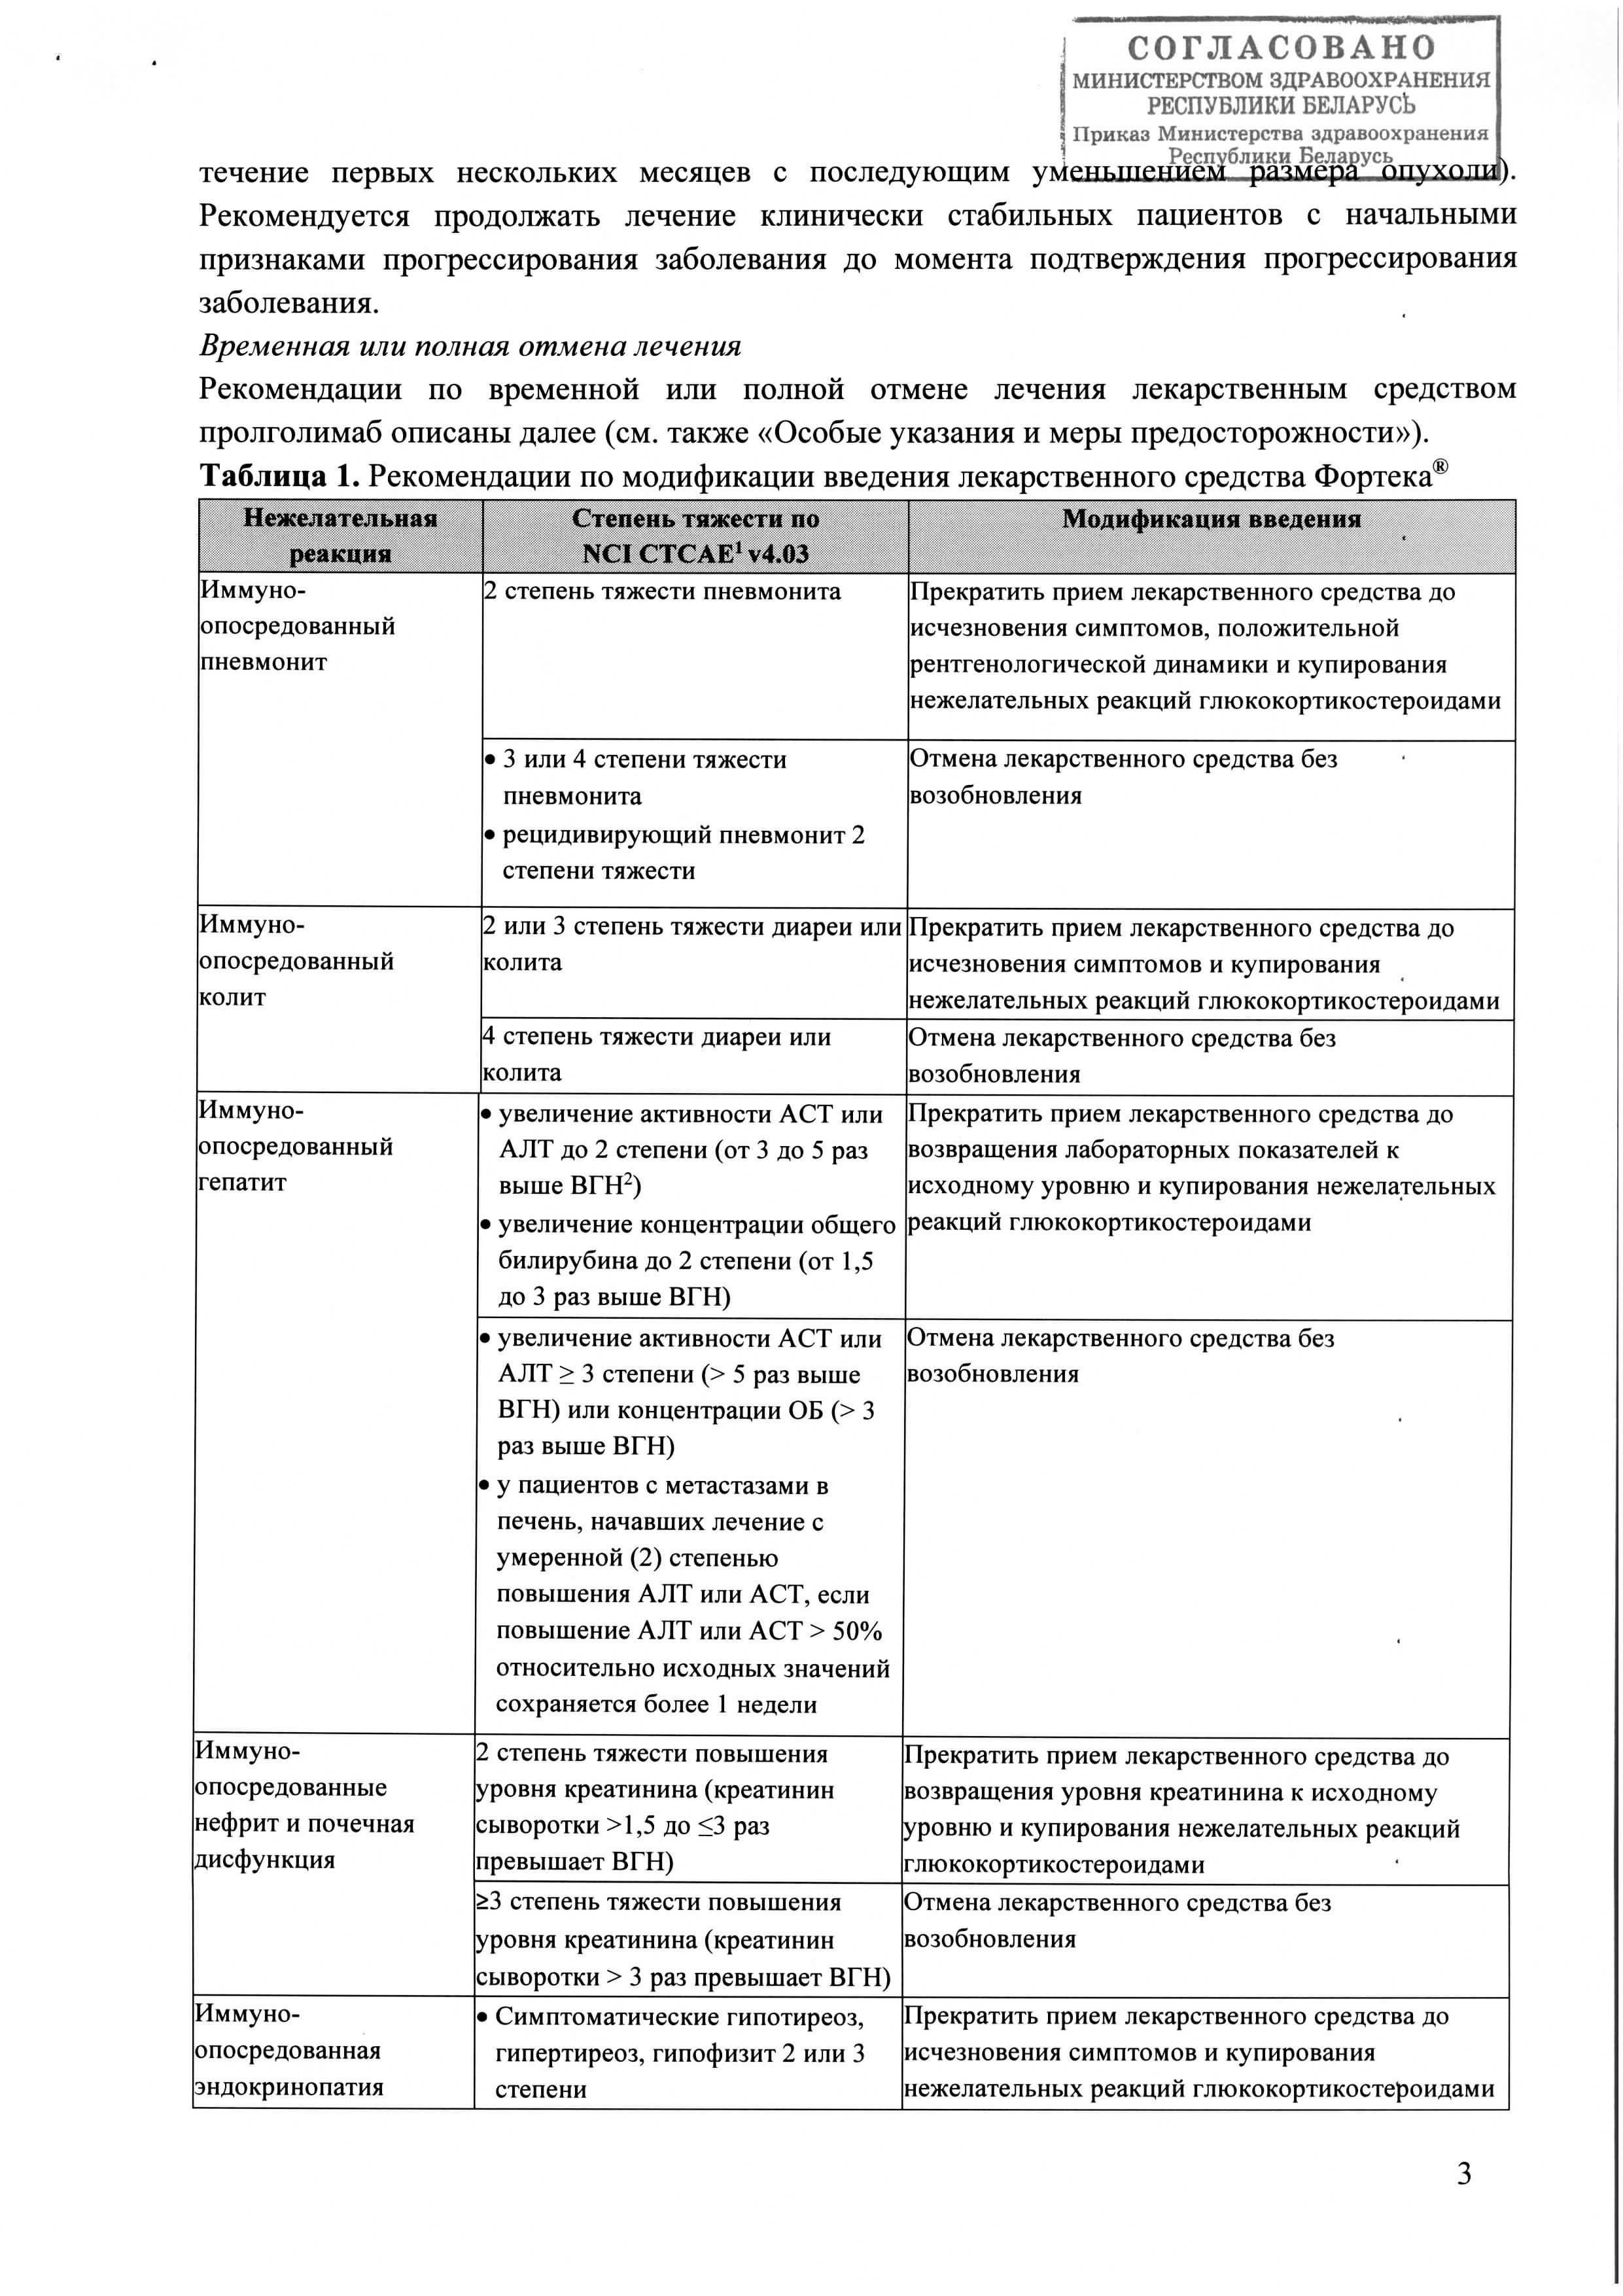 СОГЛАСОВАНО
МИНИСТЕРСТВОМ ЗДРАВООХРАНЕНИЯ
РЕСПУБЛИКИ БЕЛАРУСЬ
Приказ Министерства здравоохранения
Республики Беларусь
течение первых нескольких месяцев с последующим уменьшением размера опухоли).
Рекомендуется продолжать лечение клинически стабильных пациентов с начальными
признаками прогрессирования заболевания до момента подтверждения прогрессирования
заболевания.
Временная или полная отмена лечения
Рекомендации по временной или полной отмене лечения лекарственным средством
пролголимаб описаны далее (см. также «Особые указания и меры предосторожности»).
Таблица 1. Рекомендации по модификации введения лекарственного средства Фортека®
Нежелательная
реакция
Степень тяжести по
NCI CTCAE¹ v4.03
Модификация введения
Иммуно-
опосредованный
пневмонит
2 степень тяжести пневмонита
Прекратить прием лекарственного средства до
исчезновения симптомов, положительной
рентгенологической динамики и купирования
нежелательных реакций глюкокортикостероидами
• 3 или 4 степени тяжести
пневмонита
• рецидивирующий пневмонит 2
степени тяжести
Отмена лекарственного средства без
возобновления
Иммуно-
опосредованный
колит
2 или 3 степень тяжести диареи или
колита
Прекратить прием лекарственного средства до
исчезновения симптомов и купирования
нежелательных реакций глюкокортикостероидами
4 степень тяжести диареи или
колита
Отмена лекарственного средства без
возобновления
Иммуно-
опосредованный
гепатит
• увеличение активности АСТ или
АЛТ до 2 степени (от 3 до 5 раз
выше ВГН²)
• увеличение концентрации общего
билирубина до 2 степени (от 1,5
до 3 раз выше ВГН)
Прекратить прием лекарственного средства до
возвращения лабораторных показателей к
исходному уровню и купирования нежелательных
реакций глюкокортикостероидами
• увеличение активности АСТ или
АЛТ ≥ 3 степени (> 5 раз выше
ВГН) или концентрации ОБ (> 3
раз выше ВГН)
• у пациентов с метастазами в
печень, начавших лечение с
умеренной (2) степенью
повышения АЛТ или АСТ, если
повышение АЛТ или АСТ > 50%
относительно исходных значений
сохраняется более 1 недели
Отмена лекарственного средства без
возобновления
Иммуно-
опосредованные
нефрит и почечная
дисфункция
2 степень тяжести повышения
уровня креатинина (креатинин
сыворотки >1,5 до ≤3 раз
превышает ВГН)
Прекратить прием лекарственного средства до
возвращения уровня креатинина к исходному
уровню и купирования нежелательных реакций
глюкокортикостероидами
≥3 степень тяжести повышения
уровня креатинина (креатинин
сыворотки > 3 раз превышает ВГН)
Отмена лекарственного средства без
возобновления
Иммуно-
опосредованная
эндокринопатия
• Симптоматические гипотиреоз,
гипертиреоз, гипофизит 2 или 3
степени
Прекратить прием лекарственного средства до
исчезновения симптомов и купирования
нежелательных реакций глюкокортикостероидами
3